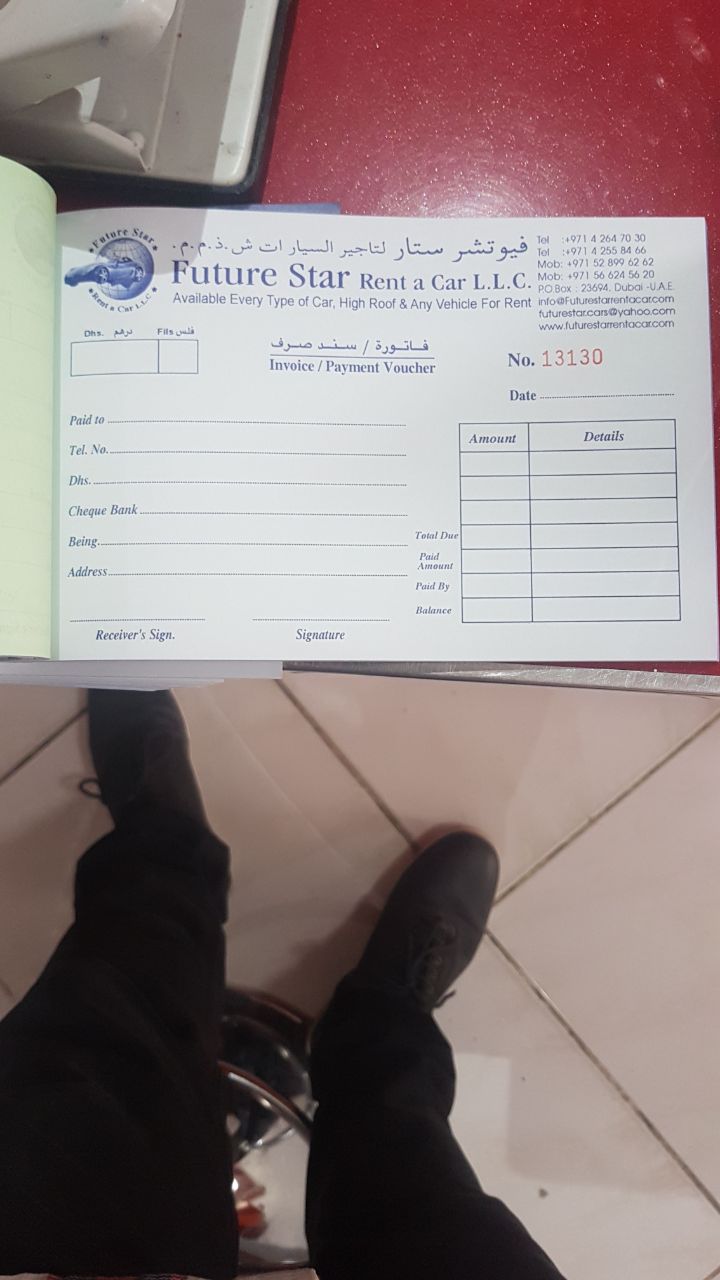 Future Star
Rent a Car L.L.C
فيوتشر ستار لتاجير السيارات ش.ذ.م.م.
Future Star Rent a Car L.L.C.
Available Every Type of Car, High Roof & Any Vehicle For Rent
Tel :+971 4 264 70 30
Tel :+971 4 255 84 66
Mob: +971 52 899 62 62
Mob: +971 56 624 56 20
P.O.Box : 23694, Dubai -U.A.E.
info@Futurestarrentacar.com
futurestar.cars@yahoo.com
www.futurestarrentacar.com
Dhs. درهم Fils فلس
فاتورة / سند صرف
Invoice / Payment Voucher
No. 13130
Date
Paid to
Tel. No.
Dhs.
Cheque Bank
Being
Address
Amount Details
Total Due
Paid Amount
Paid By
Balance
Receiver's Sign. Signature